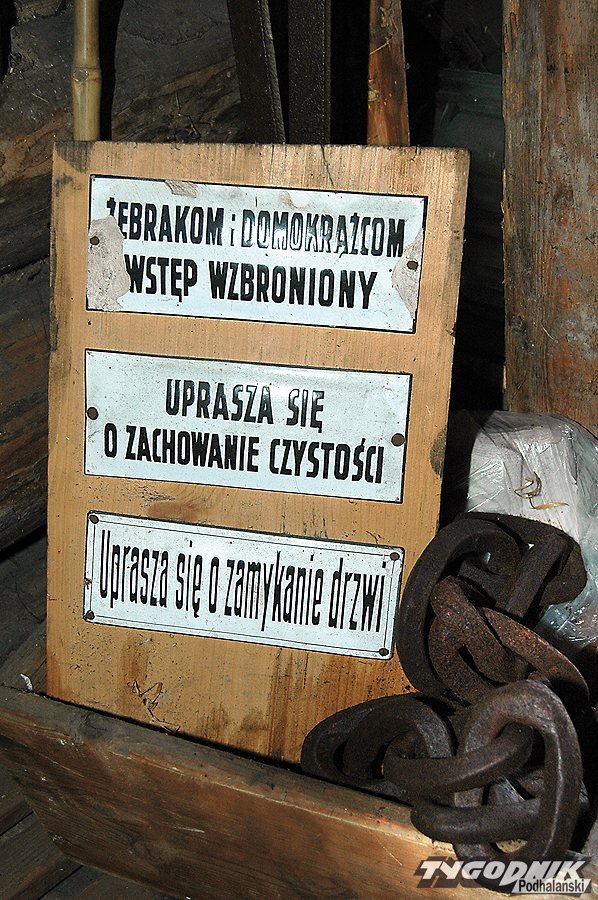 ŻEBRAKOM i DOMOKRĄŻCOM
WSTĘP WZBRONIONY
UPRASZA SIĘ
O ZACHOWANIE CZYSTOŚCI
Uprasza się o zamykanie drzwi
TYGODNIK
Podhalański